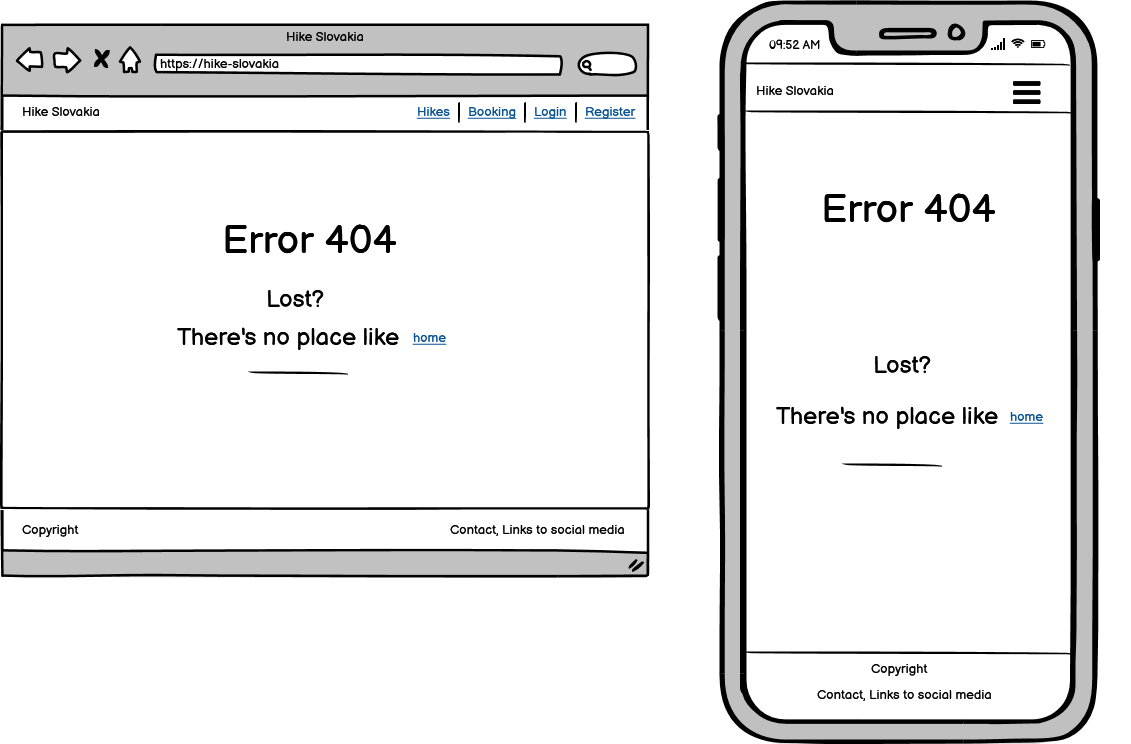 Hike Slovakia
https://hike-slovakia
Hike Slovakia Hikes Booking Login Register
Error 404
Lost?
There's no place like home
Copyright Contact, Links to social media
09:52 AM
Hike Slovakia
Error 404
Lost?
There's no place like home
Copyright
Contact, Links to social media